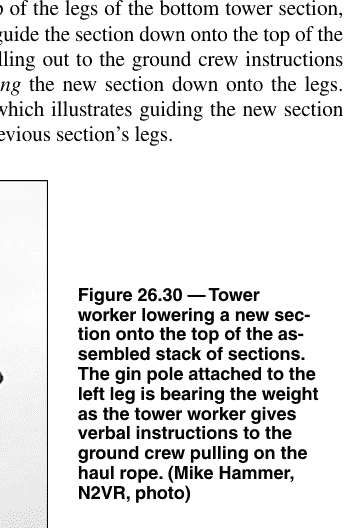 of the legs of the bottom tower section,
guide the section down onto the top of the
lling out to the ground crew instructions
ng the new section down onto the legs.
which illustrates guiding the new section
evious section's legs.
Figure 26.30 — Tower
worker lowering a new sec-
tion onto the top of the as-
sembled stack of sections.
The gin pole attached to the
left leg is bearing the weight
as the tower worker gives
verbal instructions to the
ground crew pulling on the
haul rope. (Mike Hammer,
N2VR, photo)